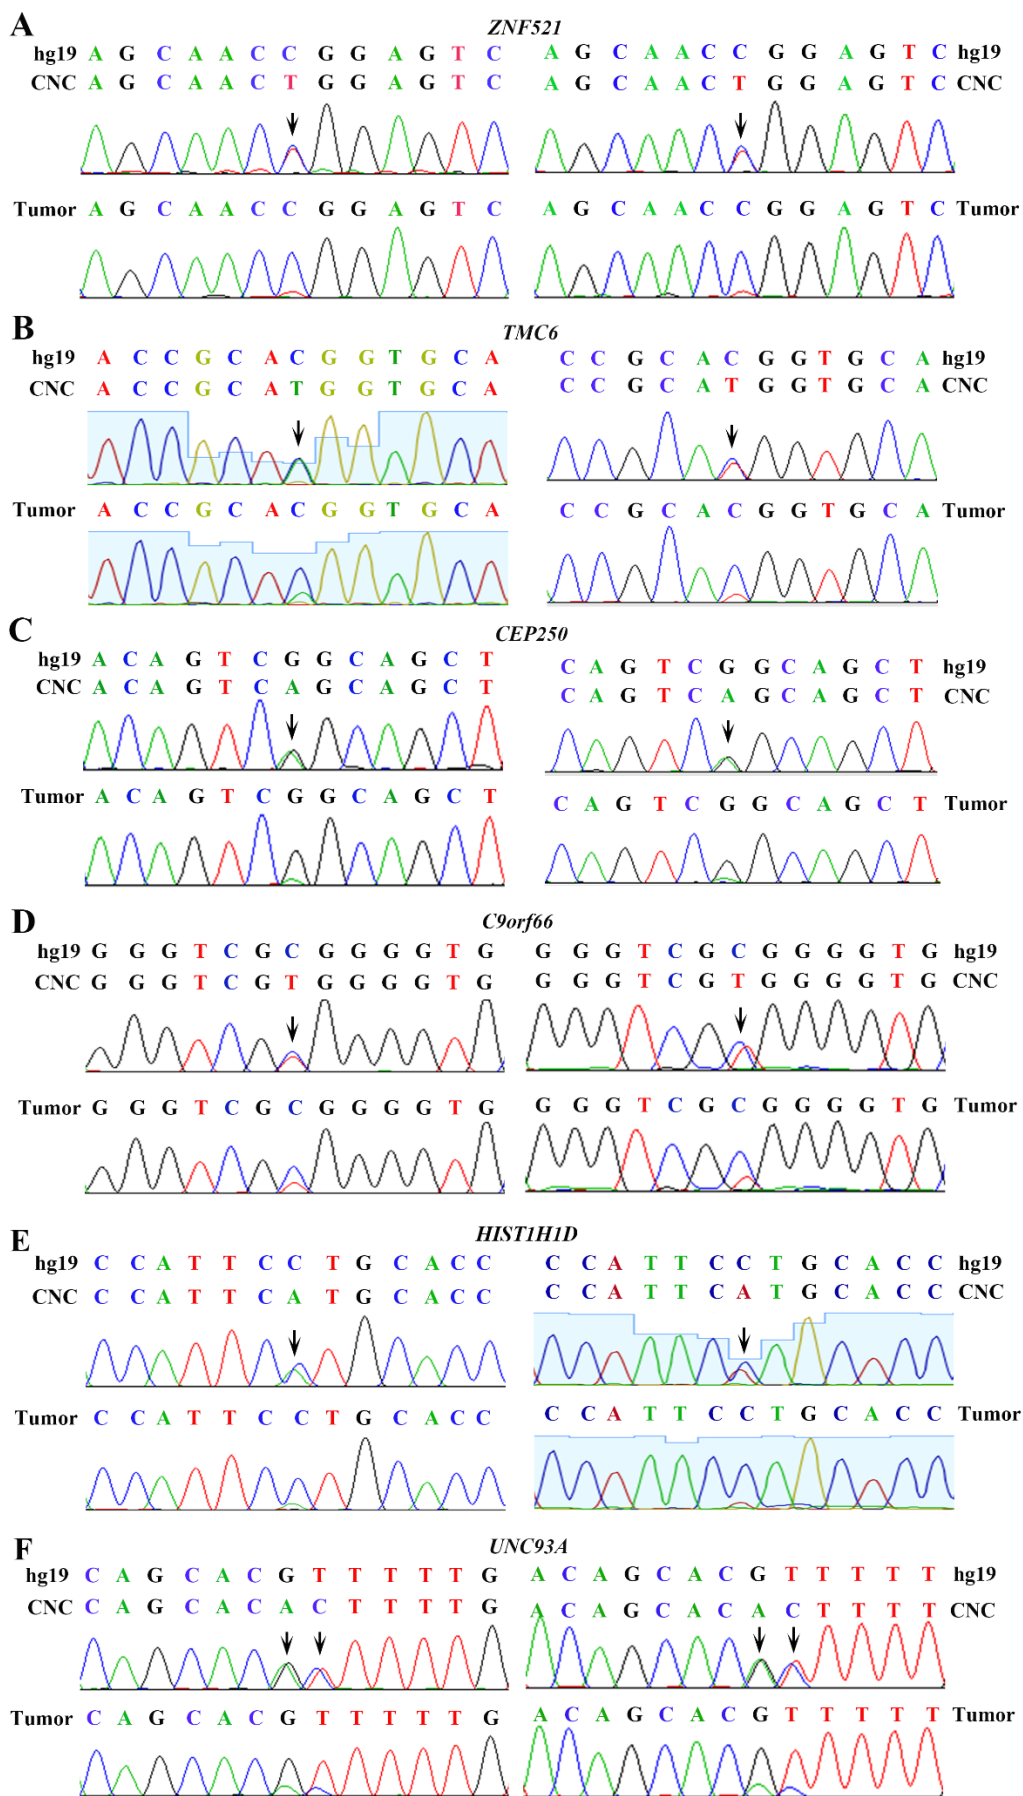 A
ZNF521
hg19 A G C A A C C G G A G T C A G C A A C C G G A G T C hg19
CNC A G C A A C T G G A G T C A G C A A C T G G A G T C CNC
Tumor A G C A A C C G G A G T C A G C A A C C G G A G T C Tumor
B
TMC6
hg19 A C C G C A C G G T G C A C C G C A C G G T G C A hg19
CNC A C C G C A T G G T G C A C C G C A T G G T G C A CNC
Tumor A C C G C A C G G T G C A C C G C A C G G T G C A Tumor
C
CEP250
hg19 A C A G T C G G C A G C T C A G T C G G C A G C T hg19
CNC A C A G T C A G C A G C T C A G T C A G C A G C T CNC
Tumor A C A G T C G G C A G C T C A G T C G G C A G C T Tumor
D
C9orf66
hg19 G G G T C G C G G G G T G G G G T C G C G G G G T G hg19
CNC G G G T C G T G G G G T G G G G T C G T G G G G T G CNC
Tumor G G G T C G C G G G G T G G G G T C G C G G G G T G Tumor
E
HIST1H1D
hg19 C C A T T C C T G C A C C C C A T T C C T G C A C C hg19
CNC C C A T T C A T G C A C C C C A T T C A T G C A C C CNC
Tumor C C A T T C C T G C A C C C C A T T C C T G C A C C Tumor
F
UNC93A
hg19 C A G C A C G T T T T T G A C A G C A C G T T T T T hg19
CNC C A G C A C A C T T T T G A C A G C A C A C T T T T CNC
Tumor C A G C A C G T T T T T G A C A G C A C G T T T T T Tumor